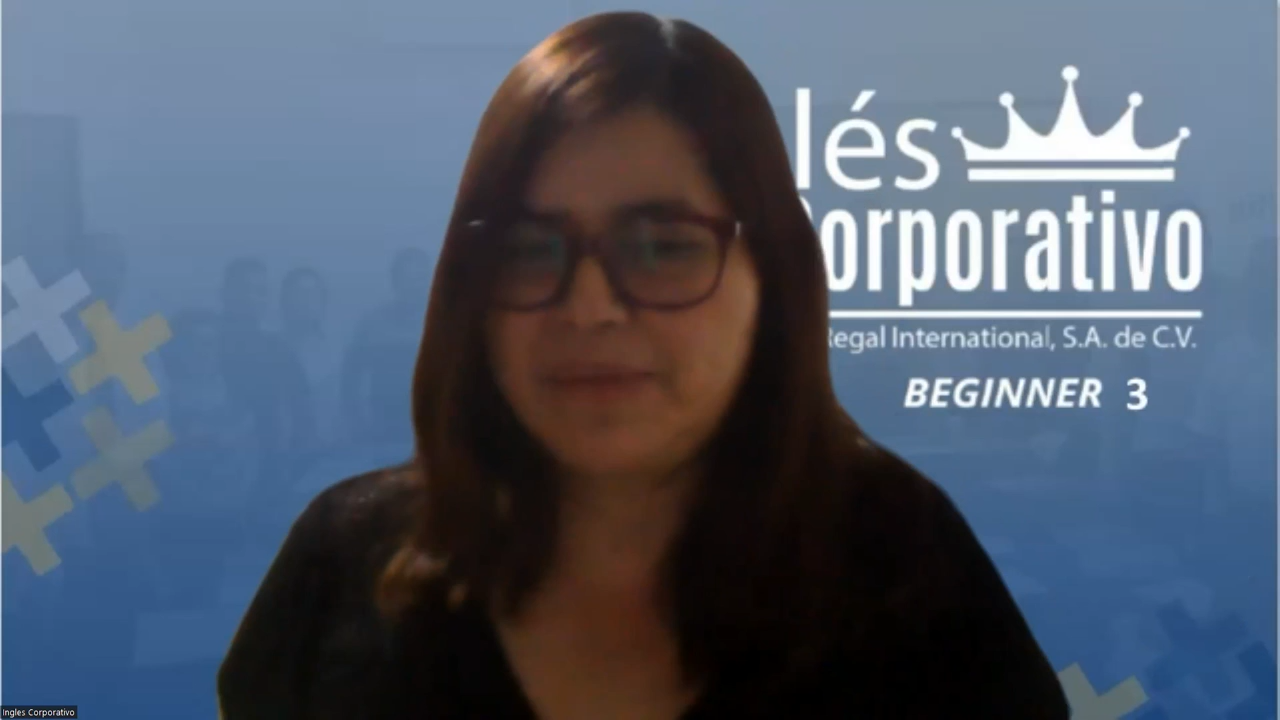 lés
orporativo
Regal International, S.A. de C.V.
BEGINNER 3
Ingles Corporativo